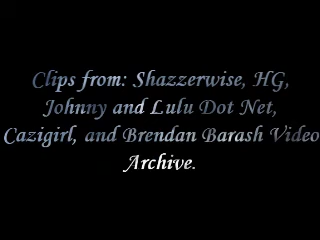 Clips from: Shazzerwise, HG,
Johnny and Lulu Dot Net,
Cazigirl, and Brendan Barash Video
Archive.